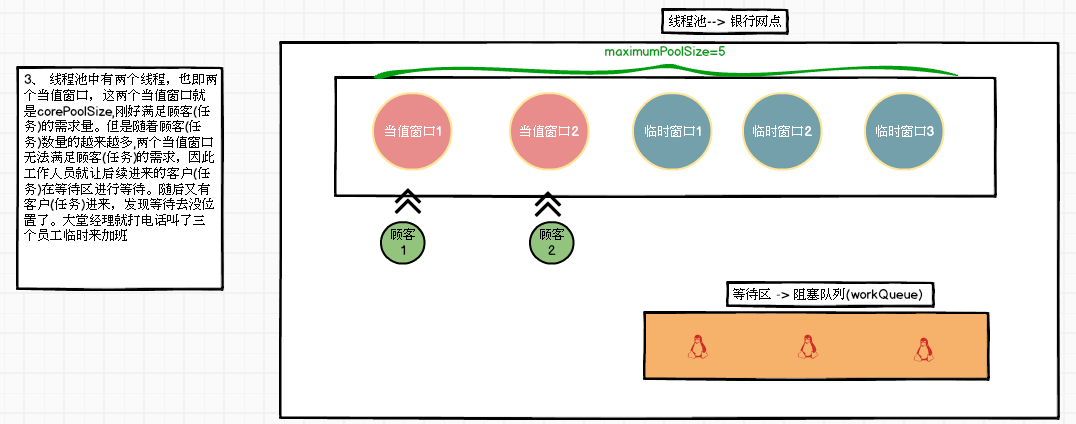 线程池--> 银行网点
maximumPoolSize=5
3、 线程池中有两个线程，也即两
个当值窗口，这两个当值窗口就
是corePoolSize,刚好满足顾客(任
务)的需求量。但是随着顾客(任
务)数量的越来越多,两个当值窗口
无法满足顾客(任务)的需求，因此
工作人员就让后续进来的客户(任
务)在等待区进行等待。随后又有
客户(任务)进来，发现等待去没位
置了。大堂经理就打电话叫了三
个员工临时来加班
当值窗口1
当值窗口2
临时窗口1
临时窗口2
临时窗口3
顾客
1
顾客
2
等待区 -> 阻塞队列(workQueue)